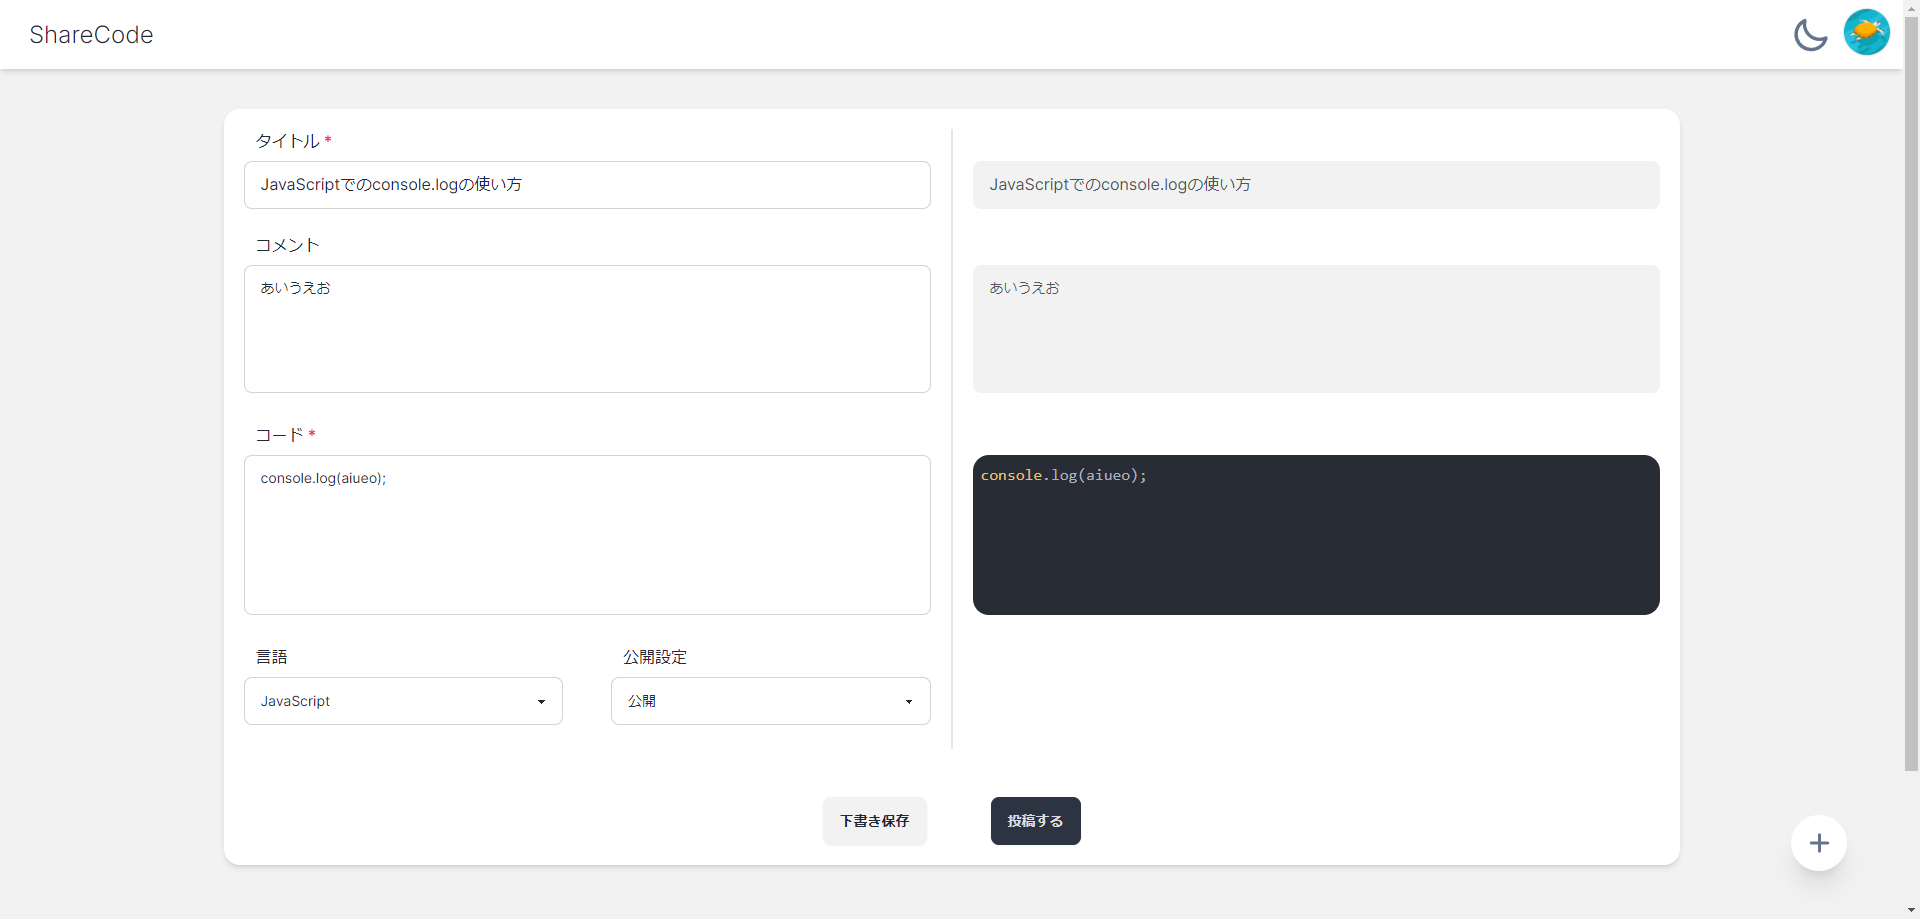 ShareCode
タイトル *
JavaScriptでのconsole.logの使い方
JavaScriptでのconsole.logの使い方
コメント
あいうえお
あいうえお
コード *
console.log(aiueo);
console.log(aiueo);
言語
公開設定
JavaScript
公開
下書き保存
投稿する